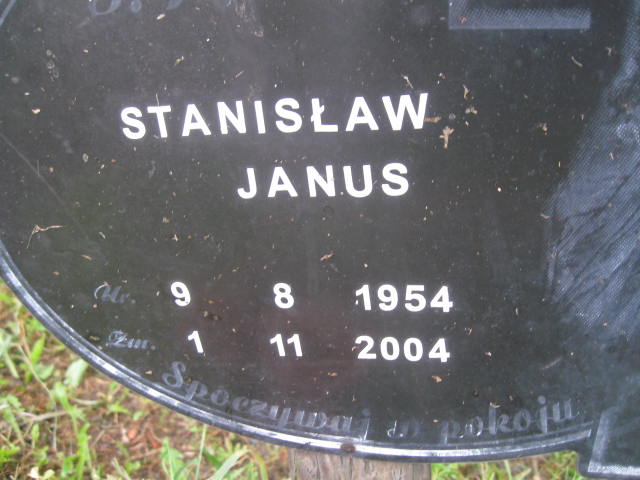 STANISŁAW
JANUS
Ur. 9 8 1954
Zm. 1 11 2004
Spoczywaj w pokoju